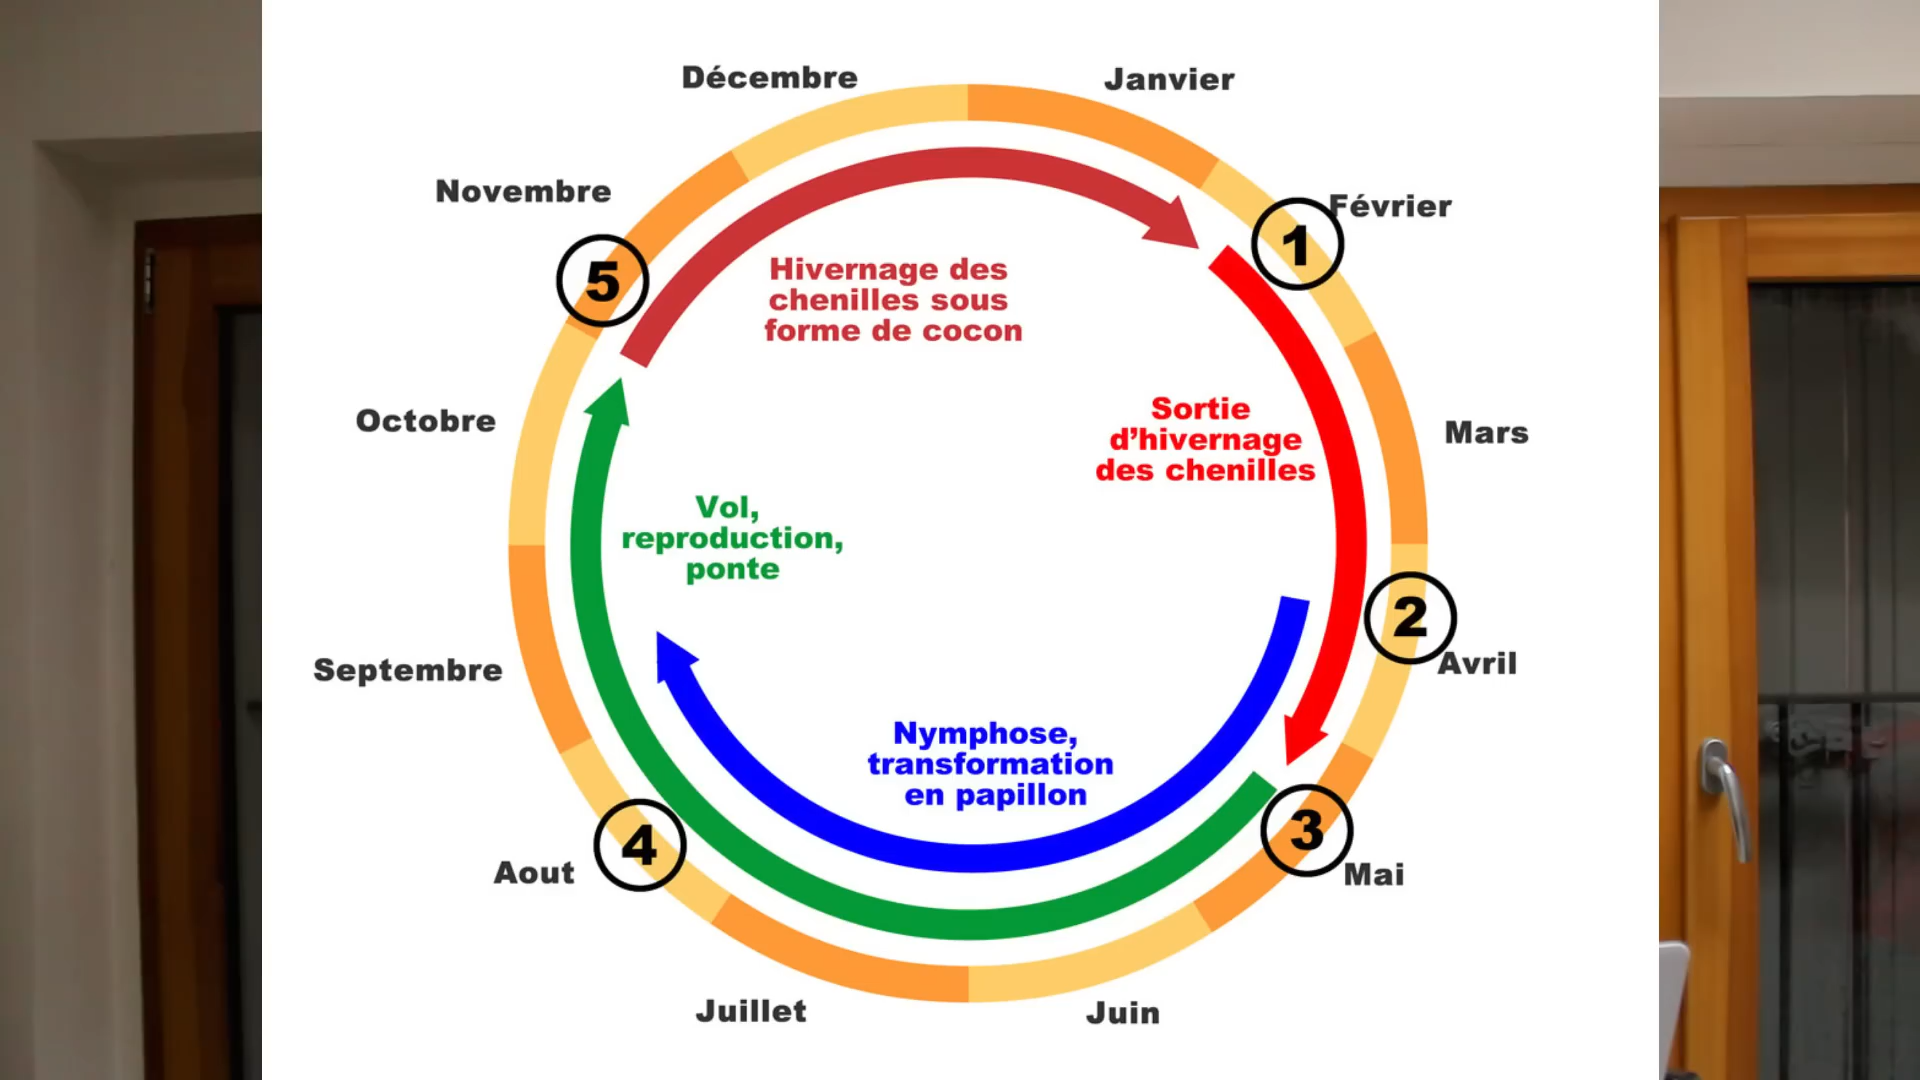 Décembre
Janvier
Novembre
Février
1
5
Hivernage des
chenilles sous
forme de cocon
Octobre
Sortie
d’hivernage
des chenilles
Mars
Vol,
reproduction,
ponte
2
Avril
Septembre
Nymphose,
transformation
en papillon
3
4
Aout
Mai
Juillet
Juin